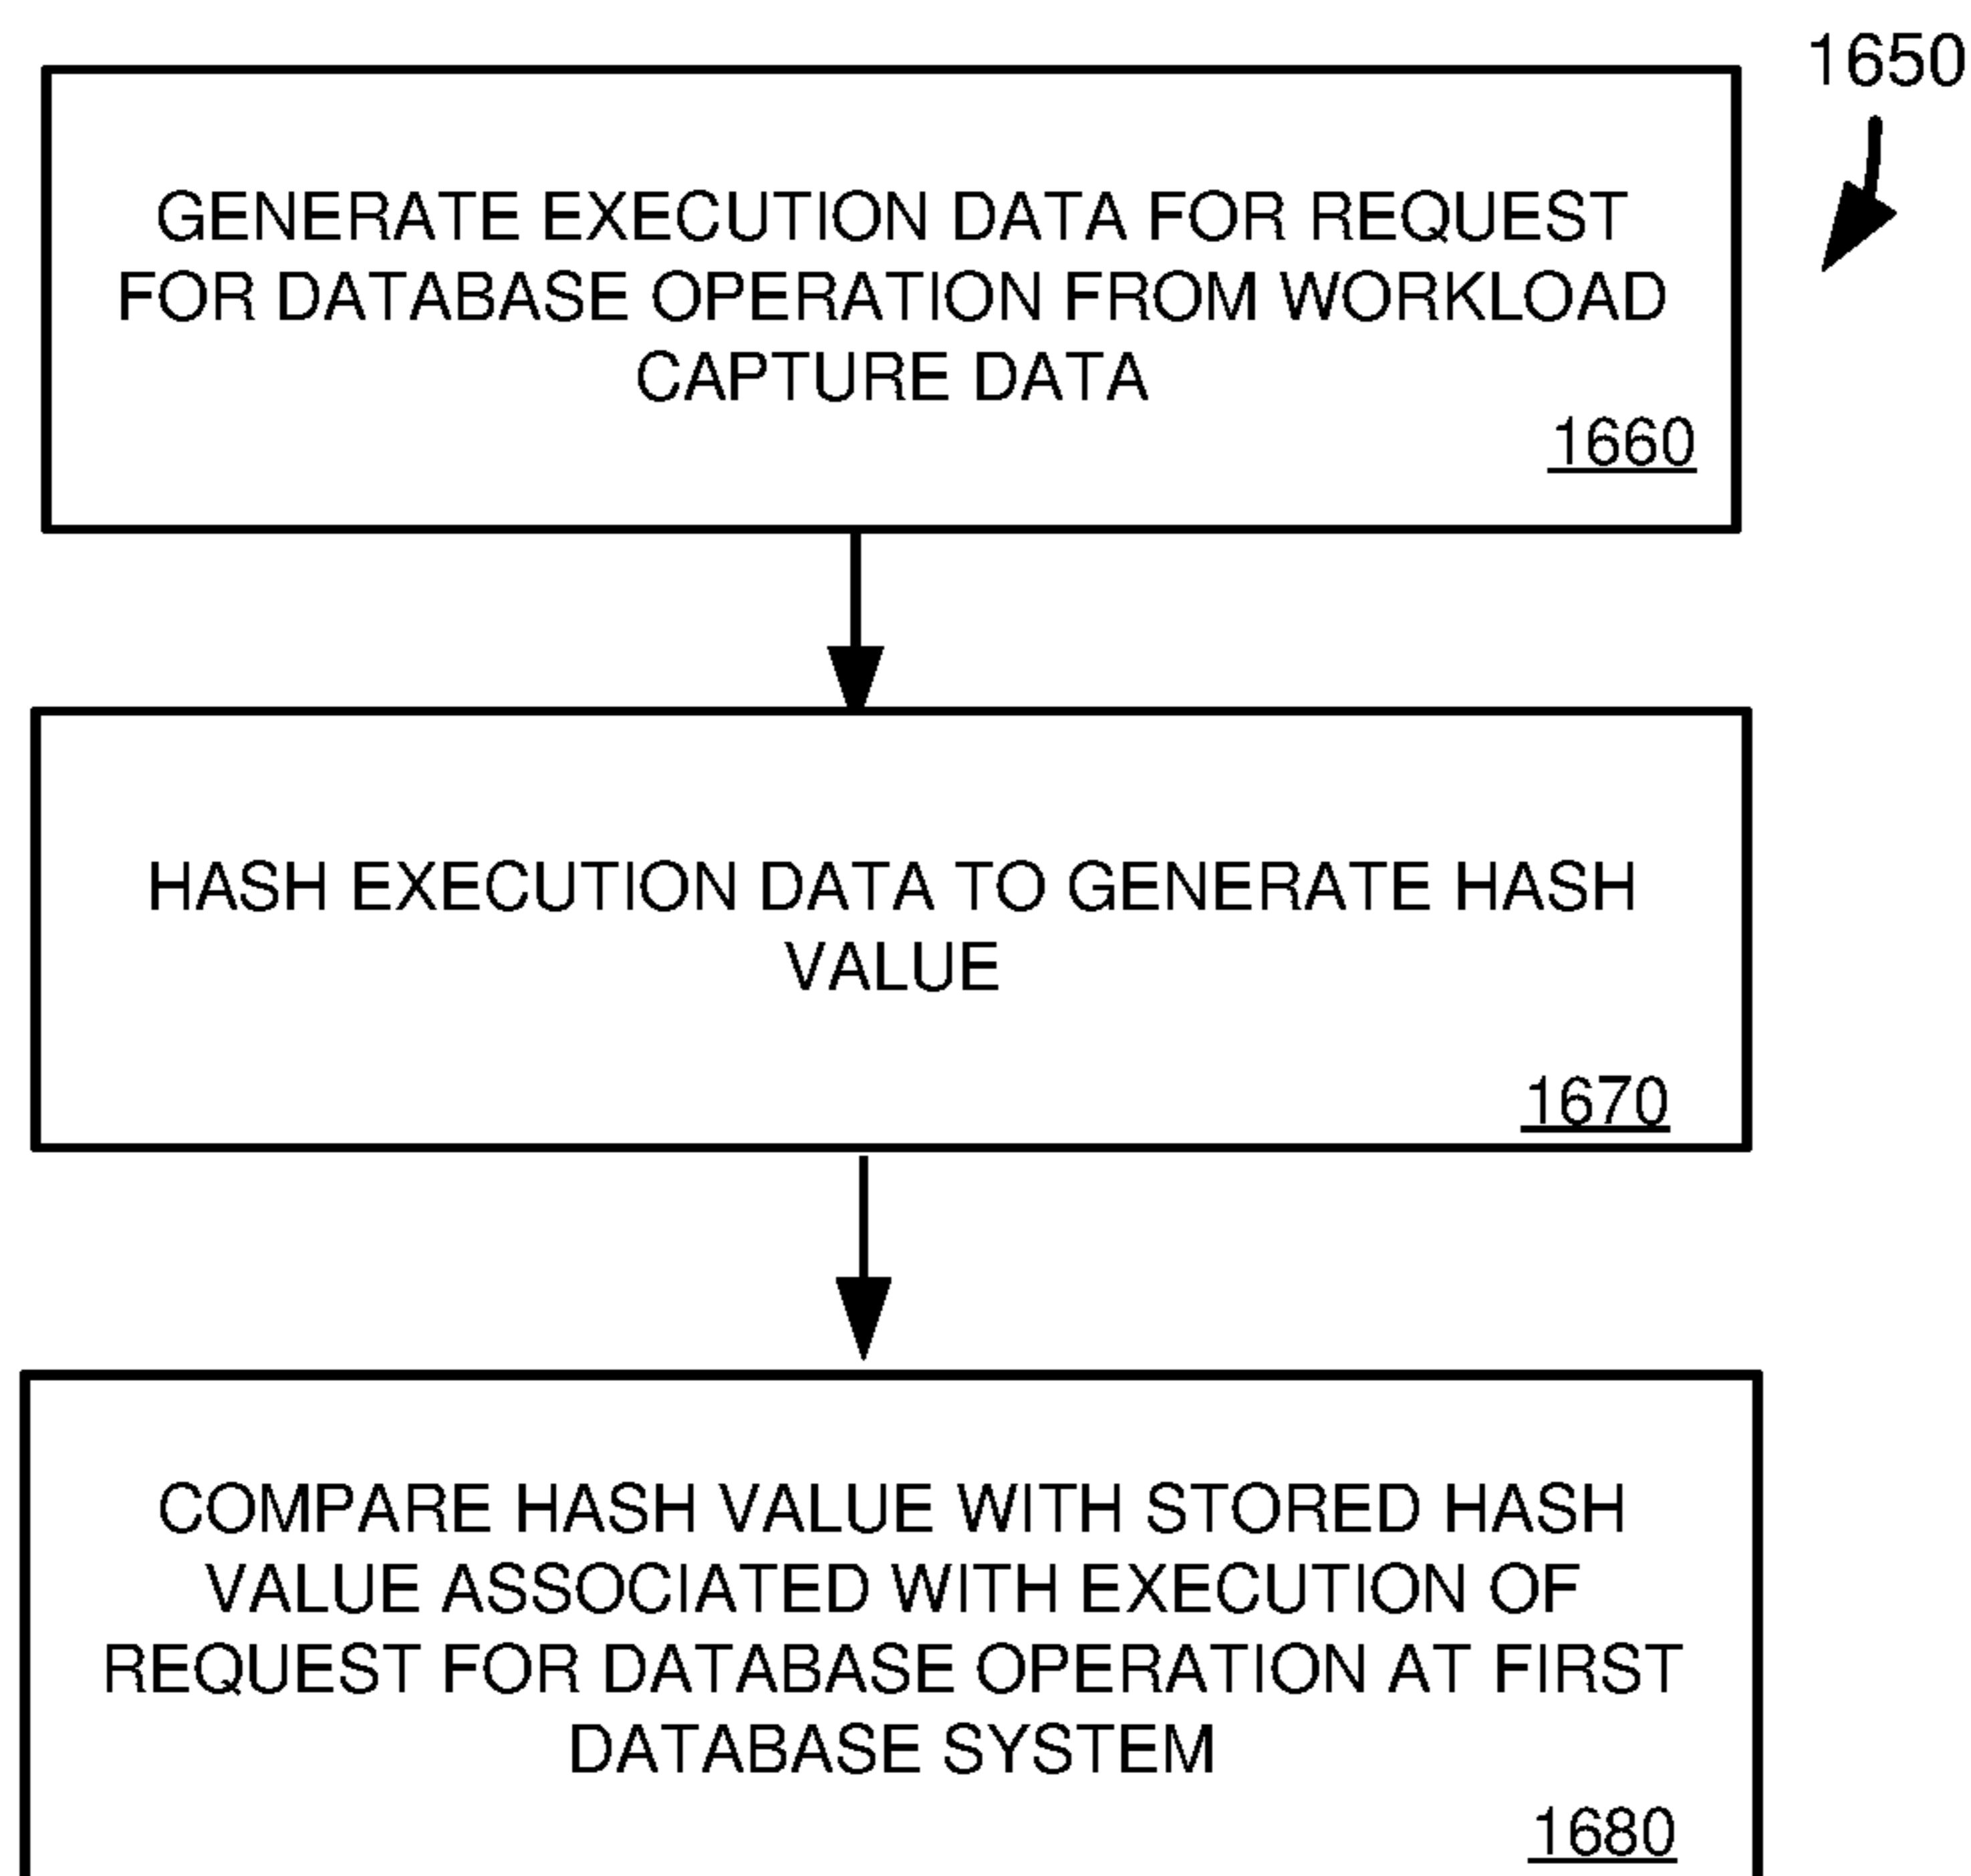 1650
GENERATE EXECUTION DATA FOR REQUEST
FOR DATABASE OPERATION FROM WORKLOAD
CAPTURE DATA
1660
HASH EXECUTION DATA TO GENERATE HASH
VALUE
1670
COMPARE HASH VALUE WITH STORED HASH
VALUE ASSOCIATED WITH EXECUTION OF
REQUEST FOR DATABASE OPERATION AT FIRST
DATABASE SYSTEM
1680